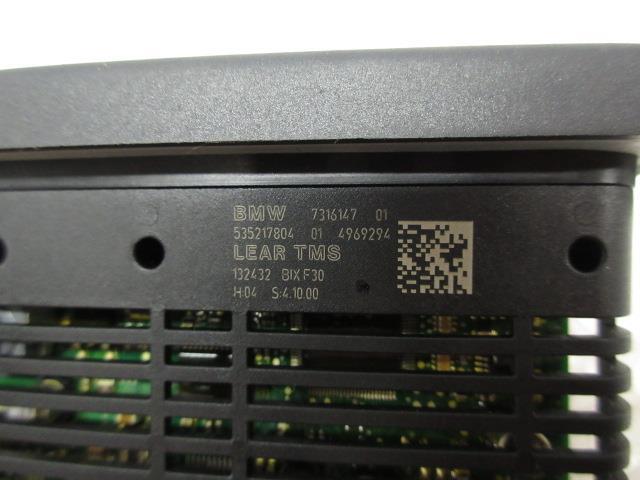 BMW 7316147 01
535217804 01 4969294
LEAR TMS
132432 BIX F30
H:04 S:4.10.00